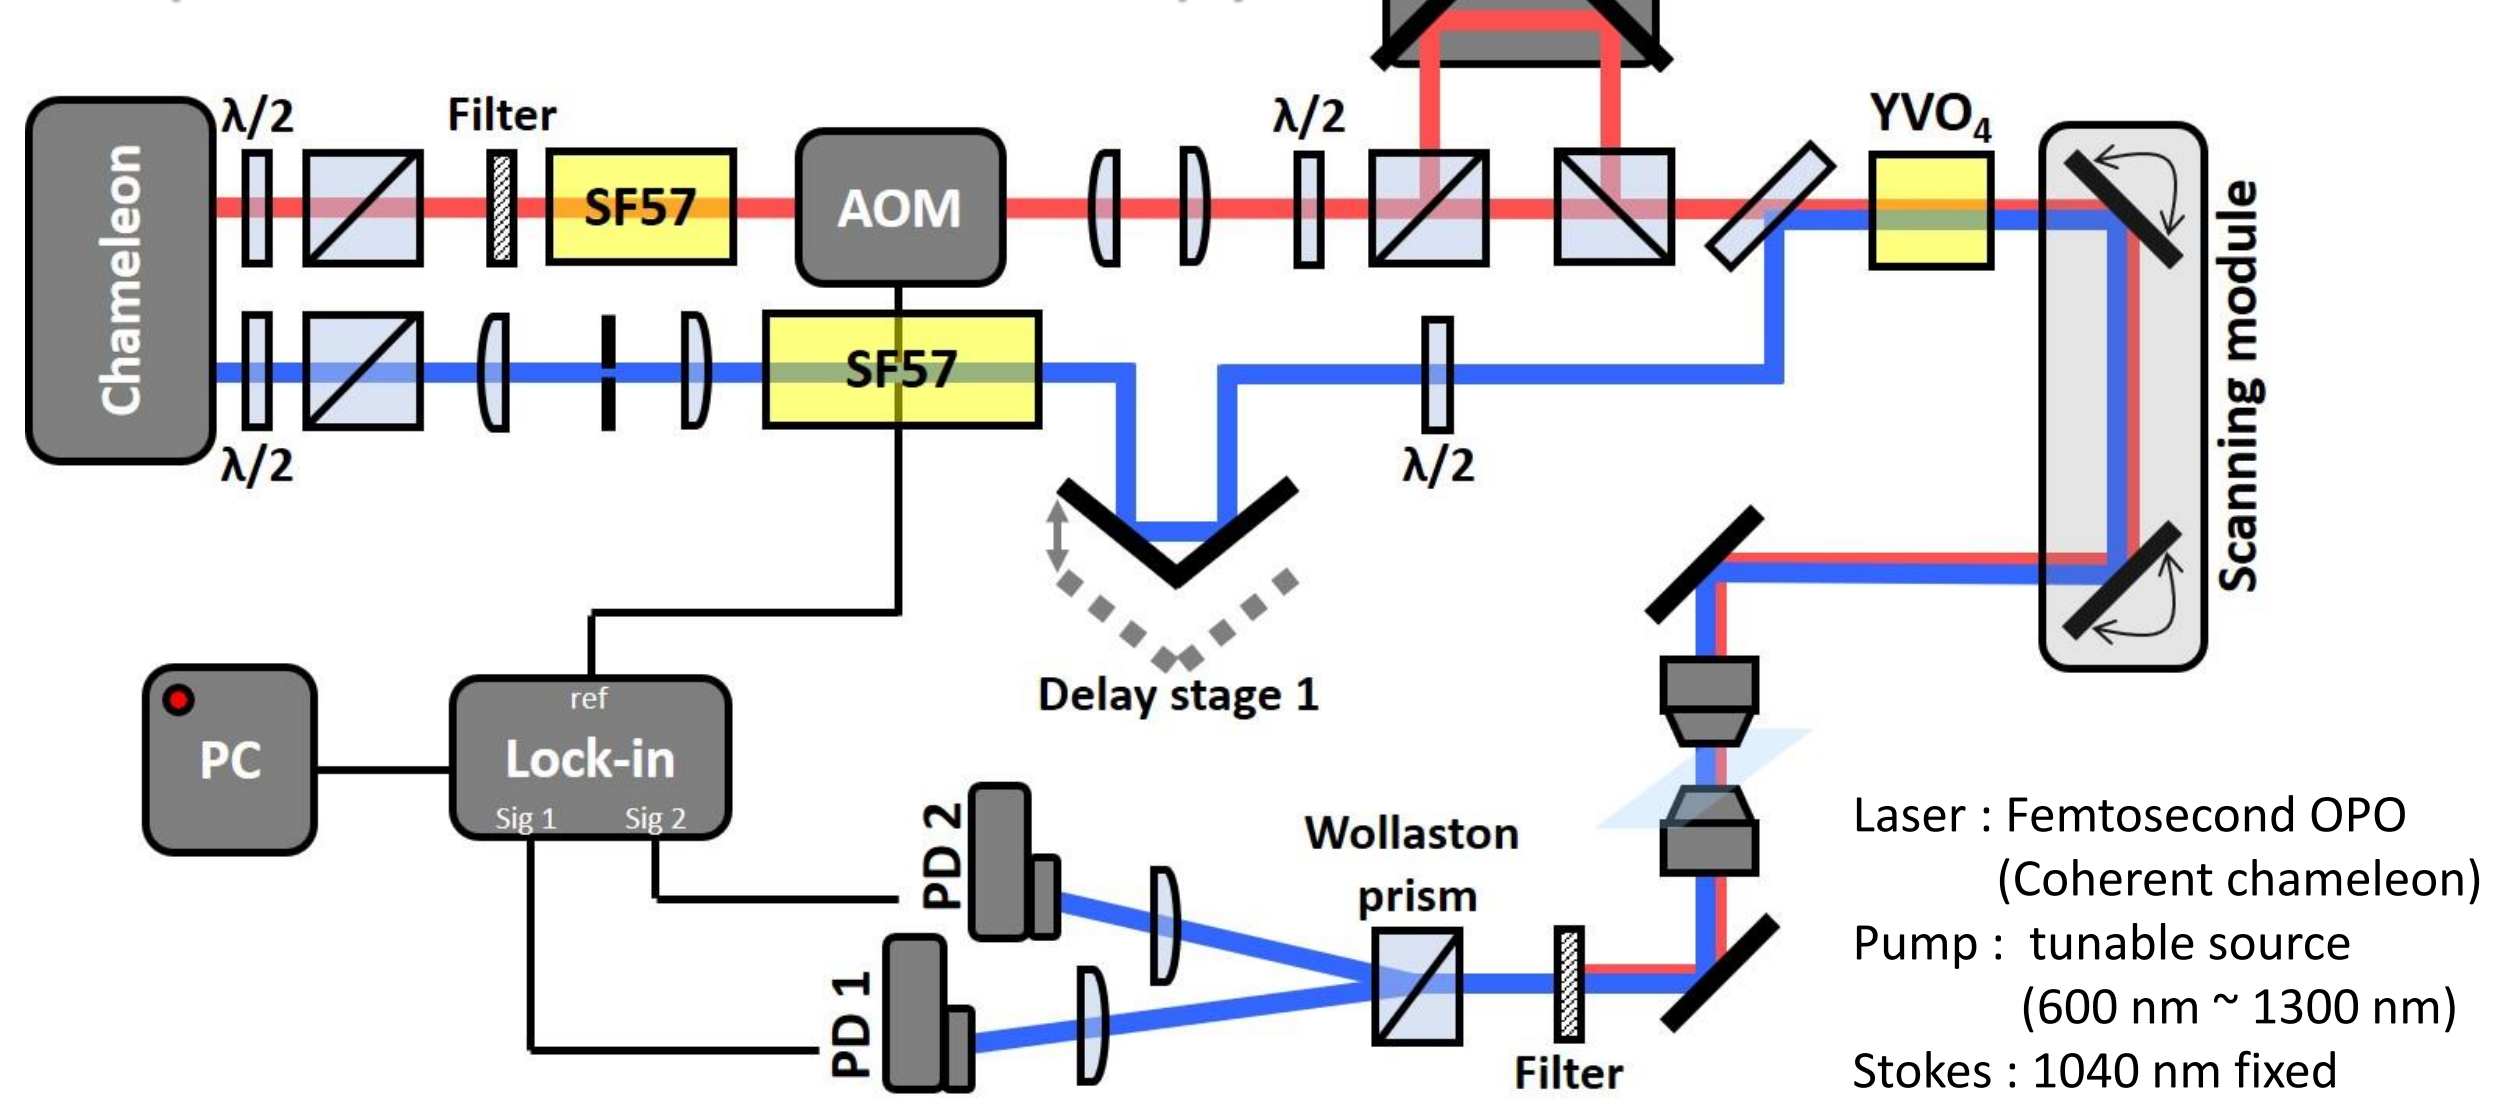 λ/2
Filter
λ/2
YVO4
Chameleon
SF57
AOM
Scanning module
SF57
λ/2
λ/2
Delay stage 1
ref
PC
Lock-in
Sig 1
Sig 2
PD 2
Wollaston
prism
PD 1
Filter
Laser : Femtosecond OPO
(Coherent chameleon)
Pump : tunable source
(600 nm ~ 1300 nm)
Stokes : 1040 nm fixed